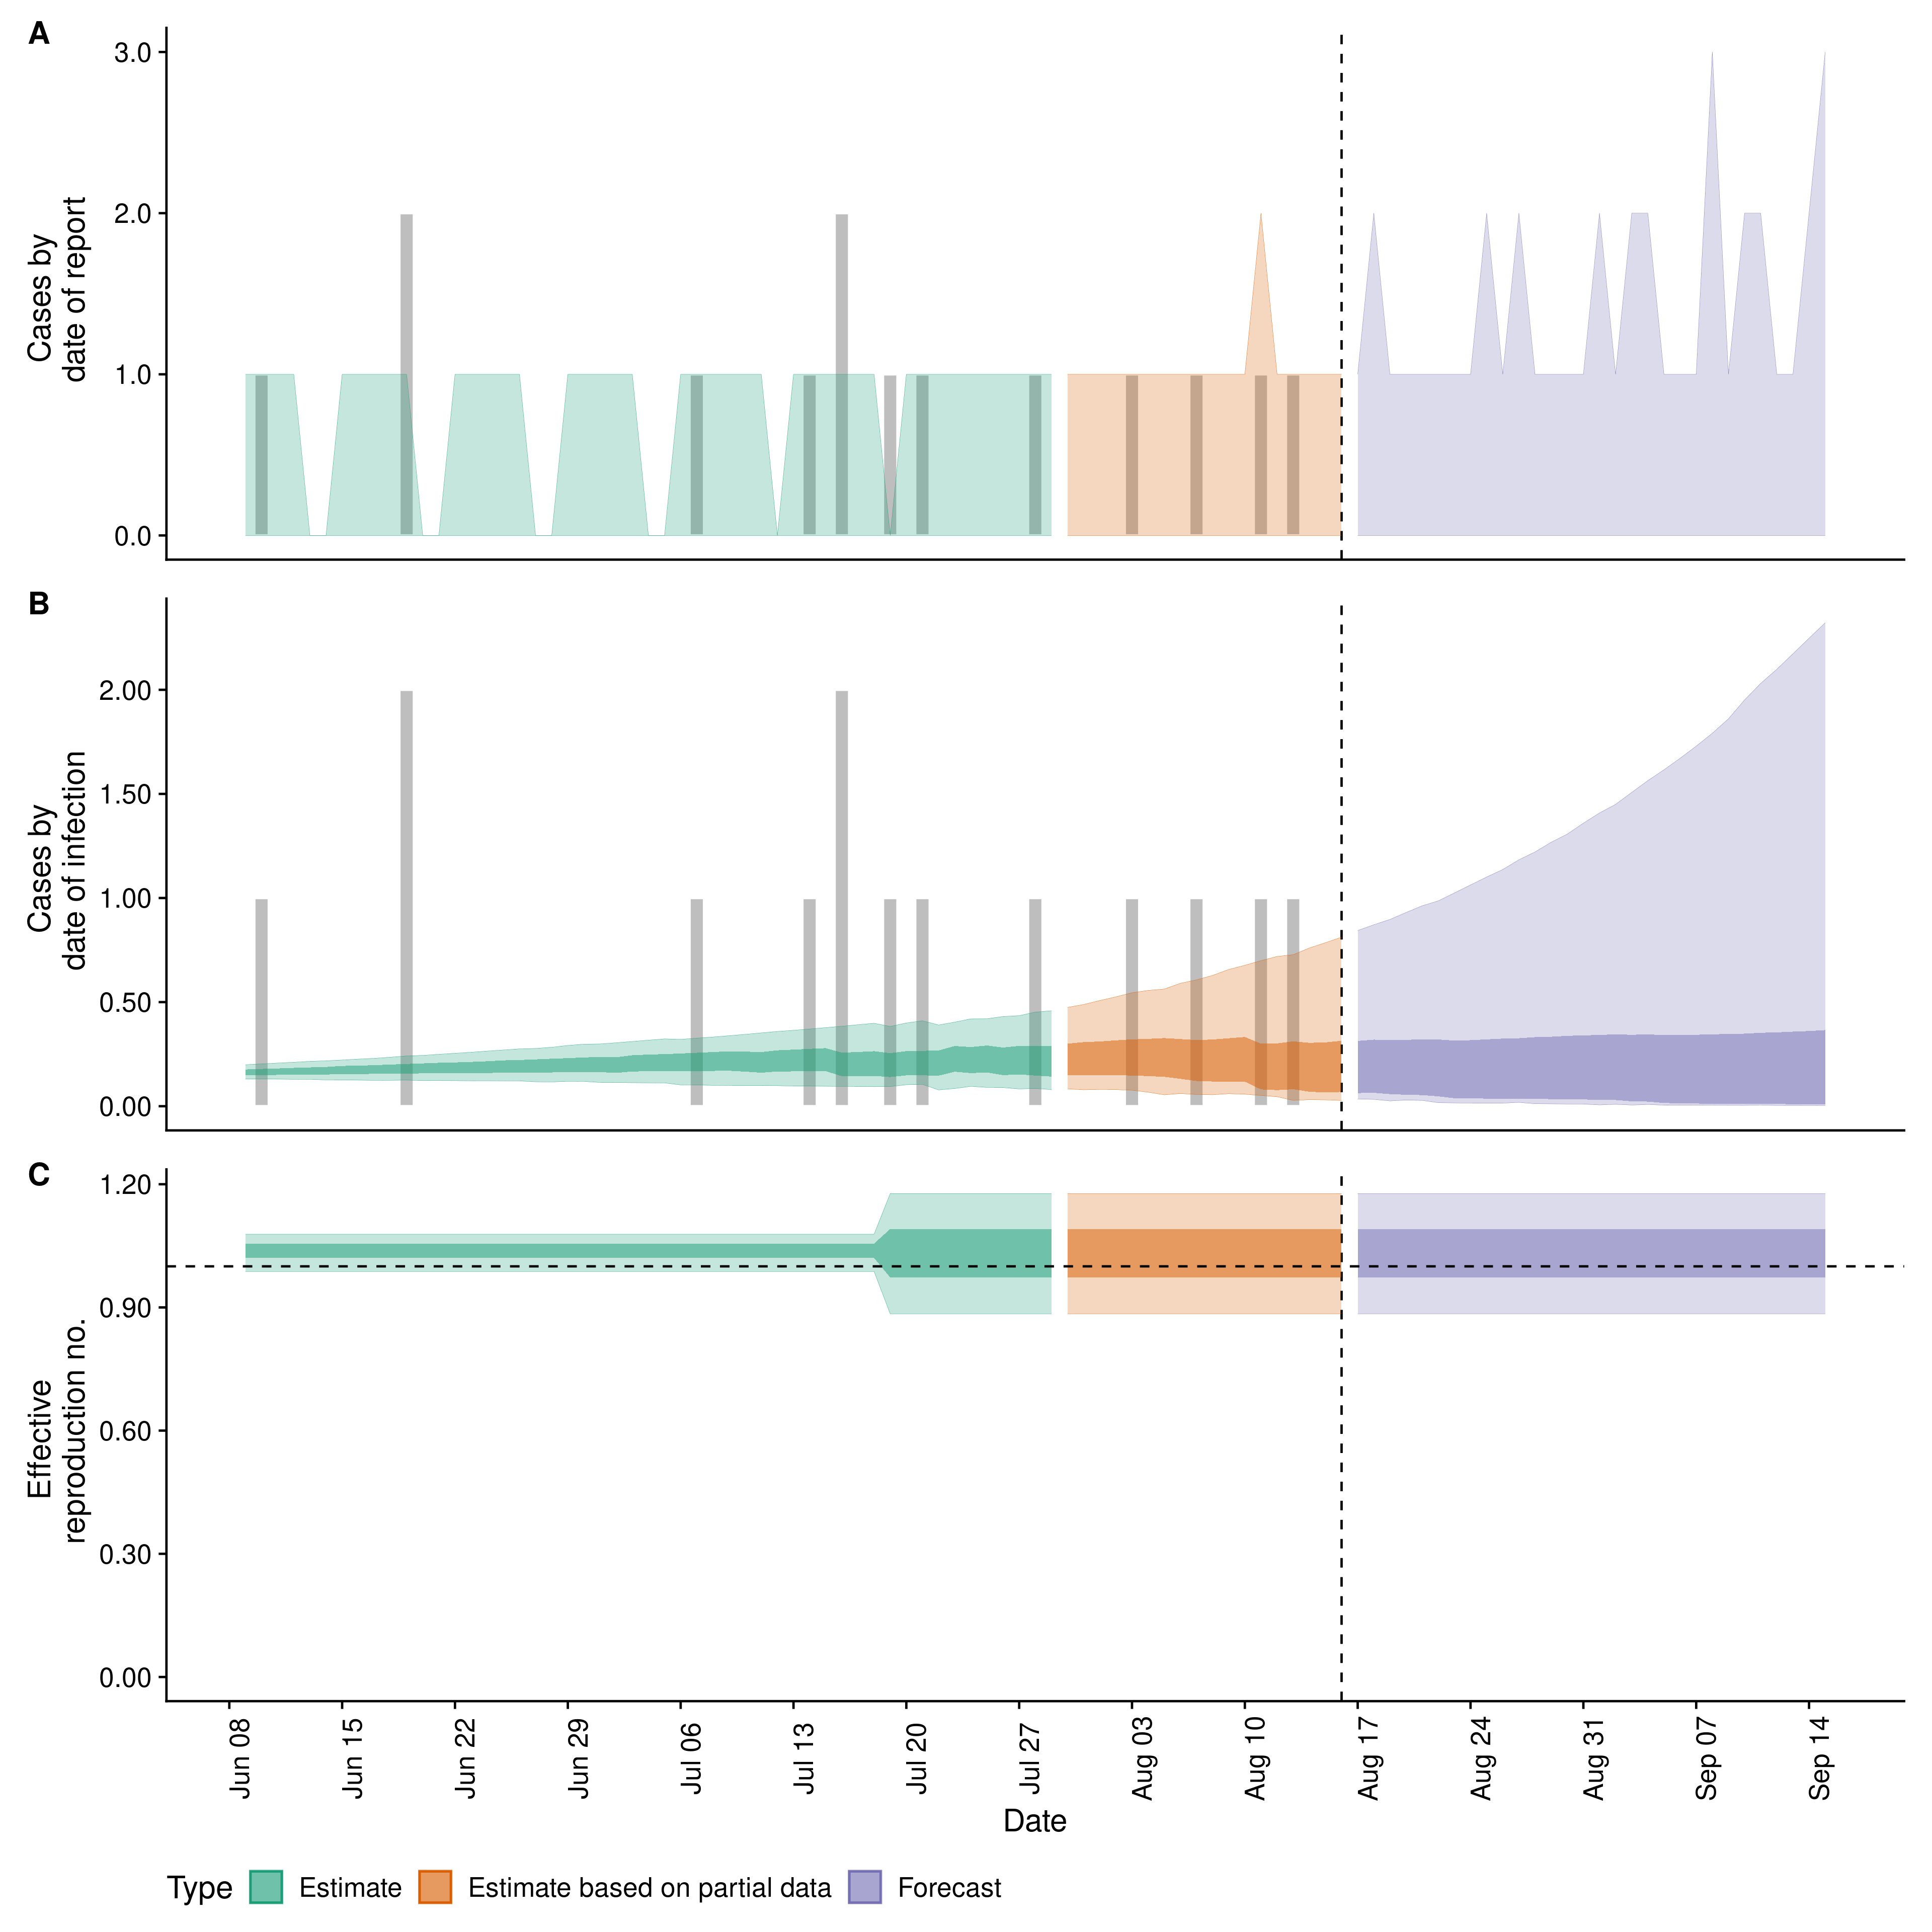 A
3.0
2.0
1.0
0.0
Cases by
date of report
B
2.00
1.50
1.00
0.50
0.00
Cases by
date of infection
C
1.20
0.90
0.60
0.30
0.00
Effective
reproduction no.
Jun 08
Jun 15
Jun 22
Jun 29
Jul 06
Jul 13
Jul 20
Jul 27
Aug 03
Aug 10
Aug 17
Aug 24
Aug 31
Sep 07
Sep 14
Date
Type Estimate Estimate based on partial data Forecast